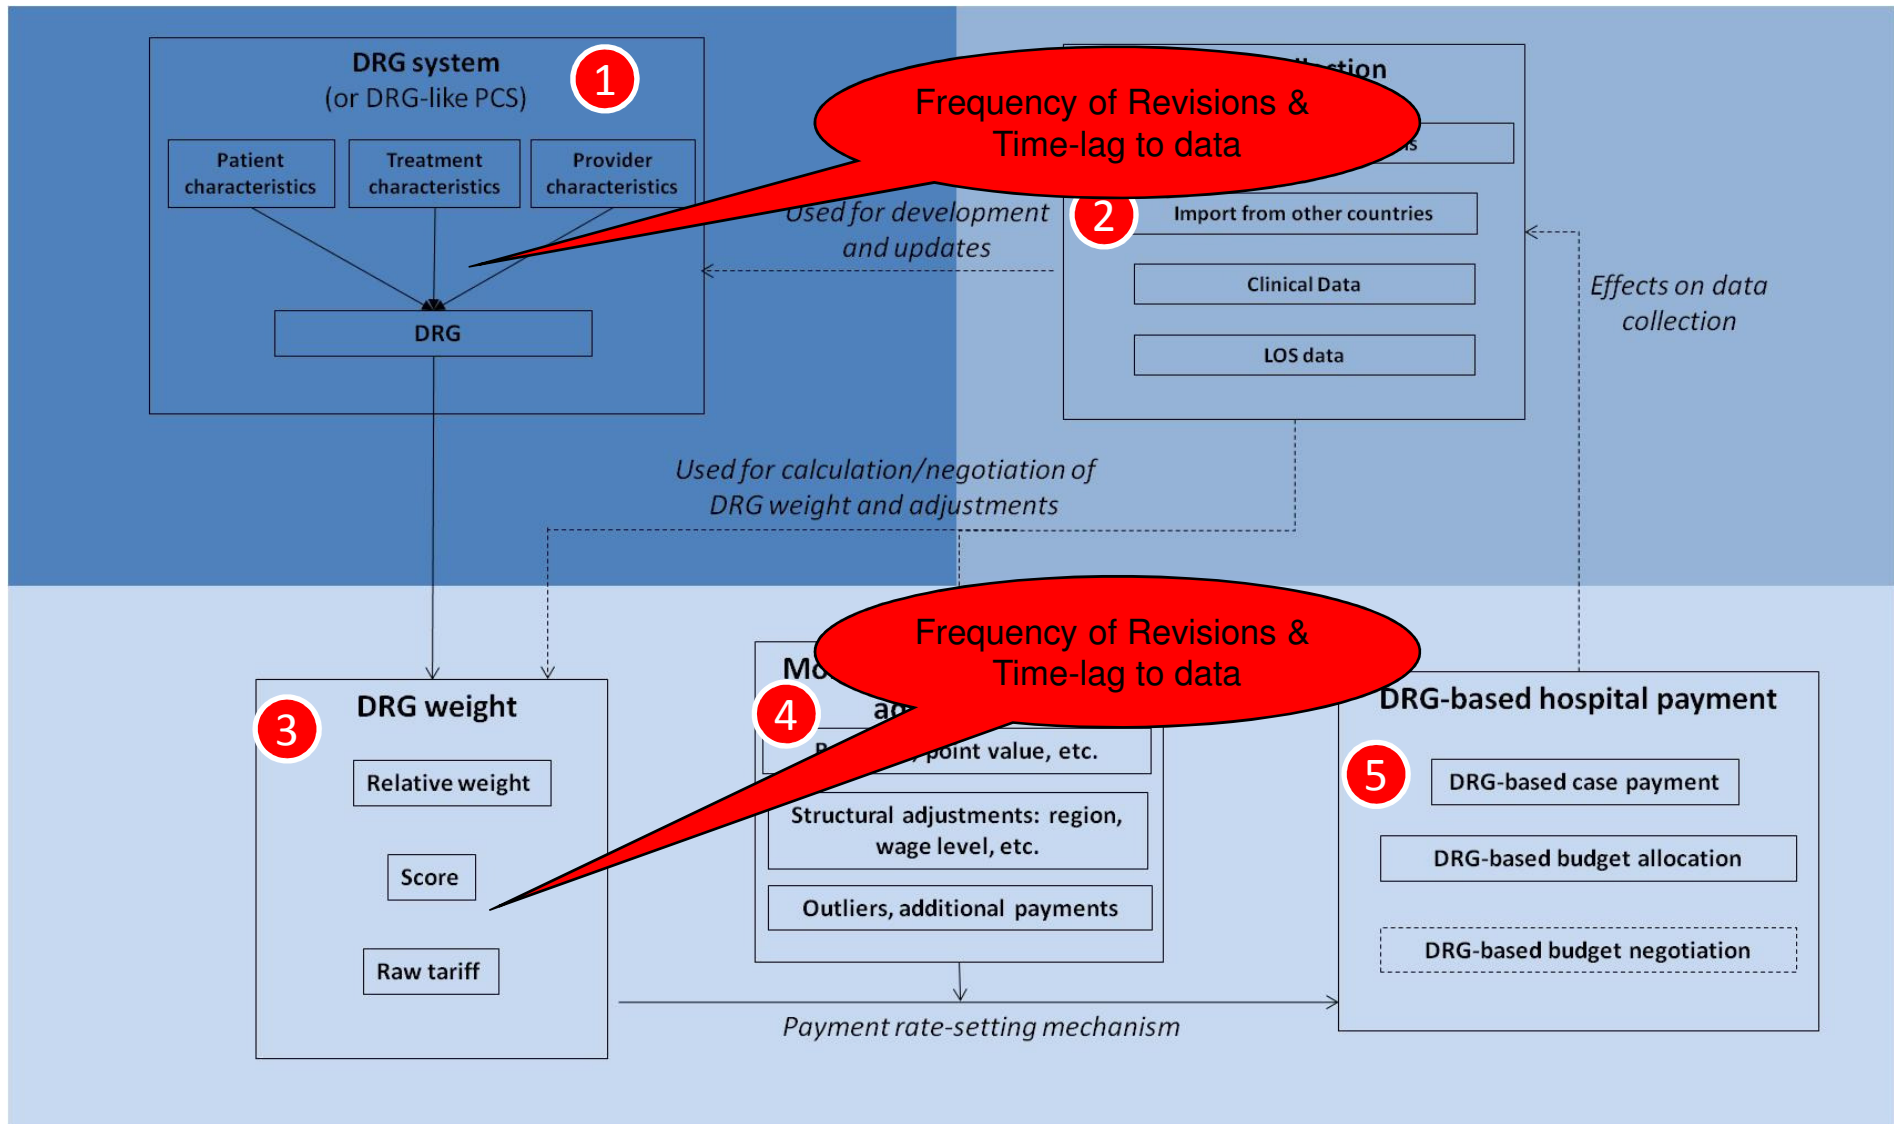 DRG system
(or DRG-like PCS)
1
Patient
characteristics
Treatment
characteristics
Provider
characteristics
DRG
Frequency of Revisions &
Time-lag to data
2
Import from other countries
Clinical Data
LOS data
Used for development
and updates
Effects on data
collection
Used for calculation/negotiation of
DRG weight and adjustments
3
DRG weight
Relative weight
Score
Raw tariff
Frequency of Revisions &
Time-lag to data
4
point value, etc.
Structural adjustments: region,
wage level, etc.
Outliers, additional payments
Payment rate-setting mechanism
DRG-based hospital payment
5
DRG-based case payment
DRG-based budget allocation
DRG-based budget negotiation